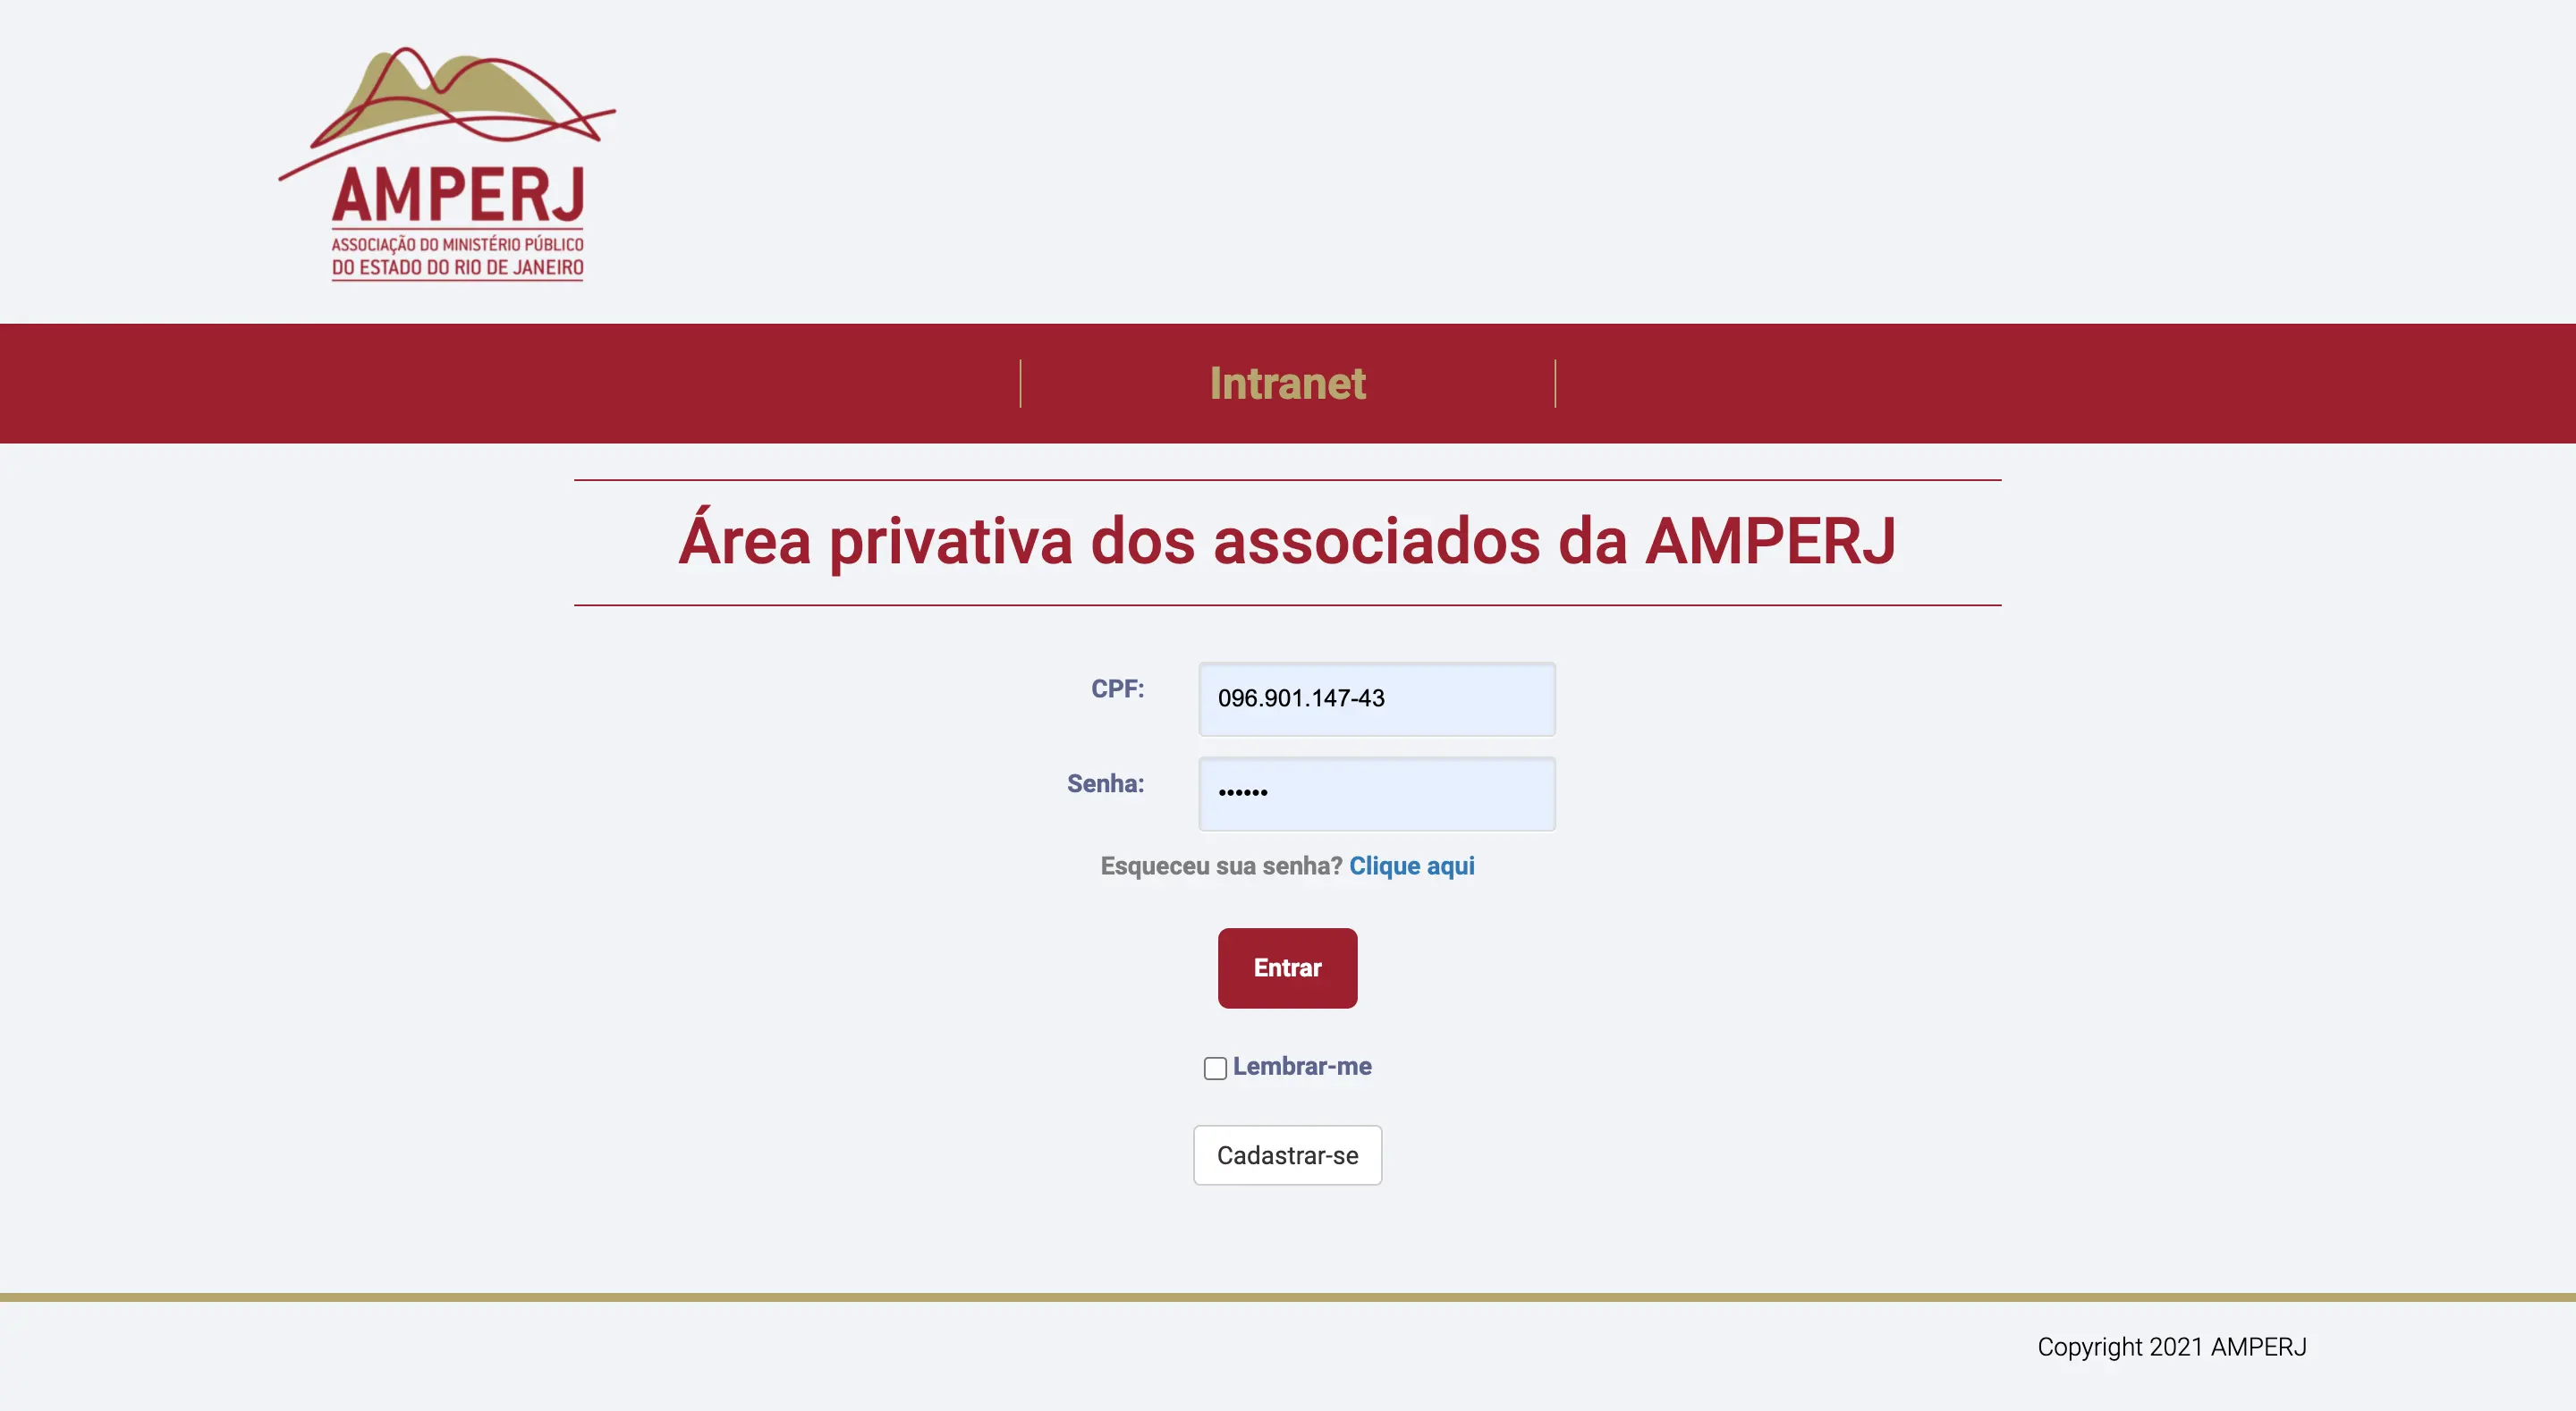 AMPERJ
ASSOCIAÇÃO DO MINISTÉRIO PÚBLICO
DO ESTADO DO RIO DE JANEIRO
Intranet
Área privativa dos associados da AMPERJ
CPF: 096.901.147-43
Senha: ••••••
Esqueceu sua senha? Clique aqui
Entrar
Lembrar-me
Cadastrar-se
Copyright 2021 AMPERJ